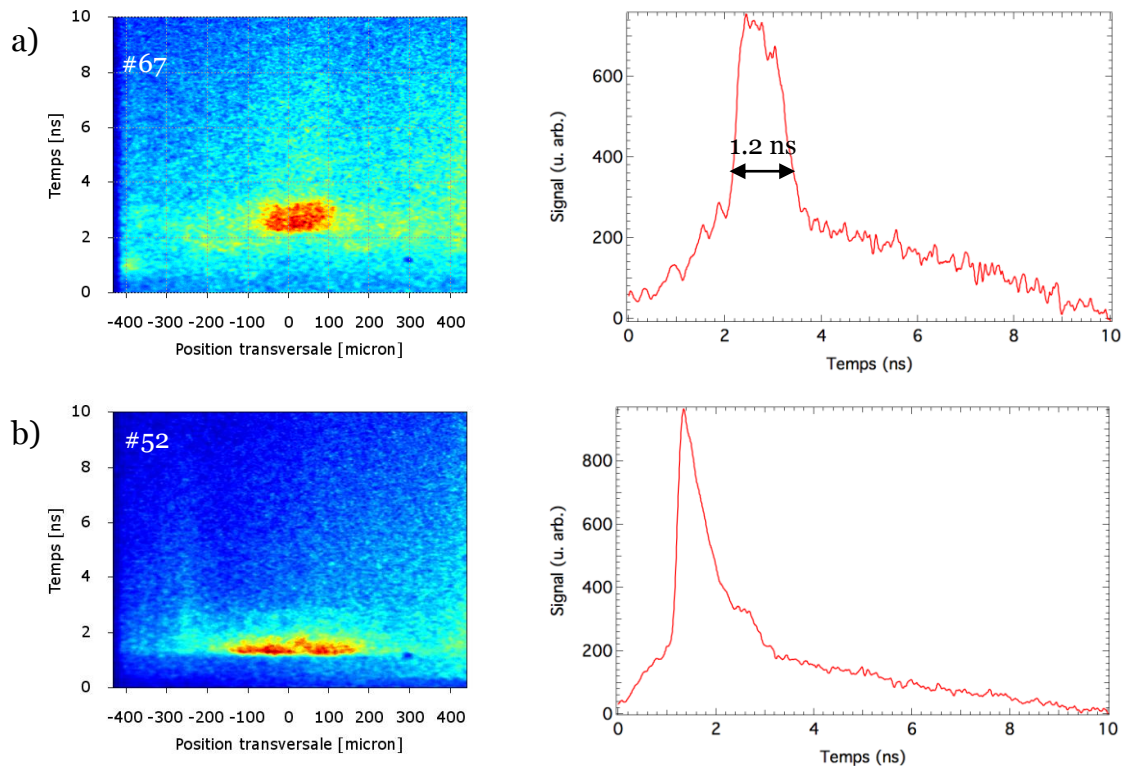 a)
#67
Temps [ns]
10
8
6
4
2
0
-400 -300 -200 -100 0 100 200 300 400
Position transversale [micron]
Signal (u. arb.)
600
400
200
0
1.2 ns
0 2 4 6 8 10
Temps (ns)
b)
#52
Temps [ns]
10
8
6
4
2
0
-400 -300 -200 -100 0 100 200 300 400
Position transversale [micron]
Signal (u. arb.)
800
600
400
200
0
0 2 4 6 8 10
Temps (ns)